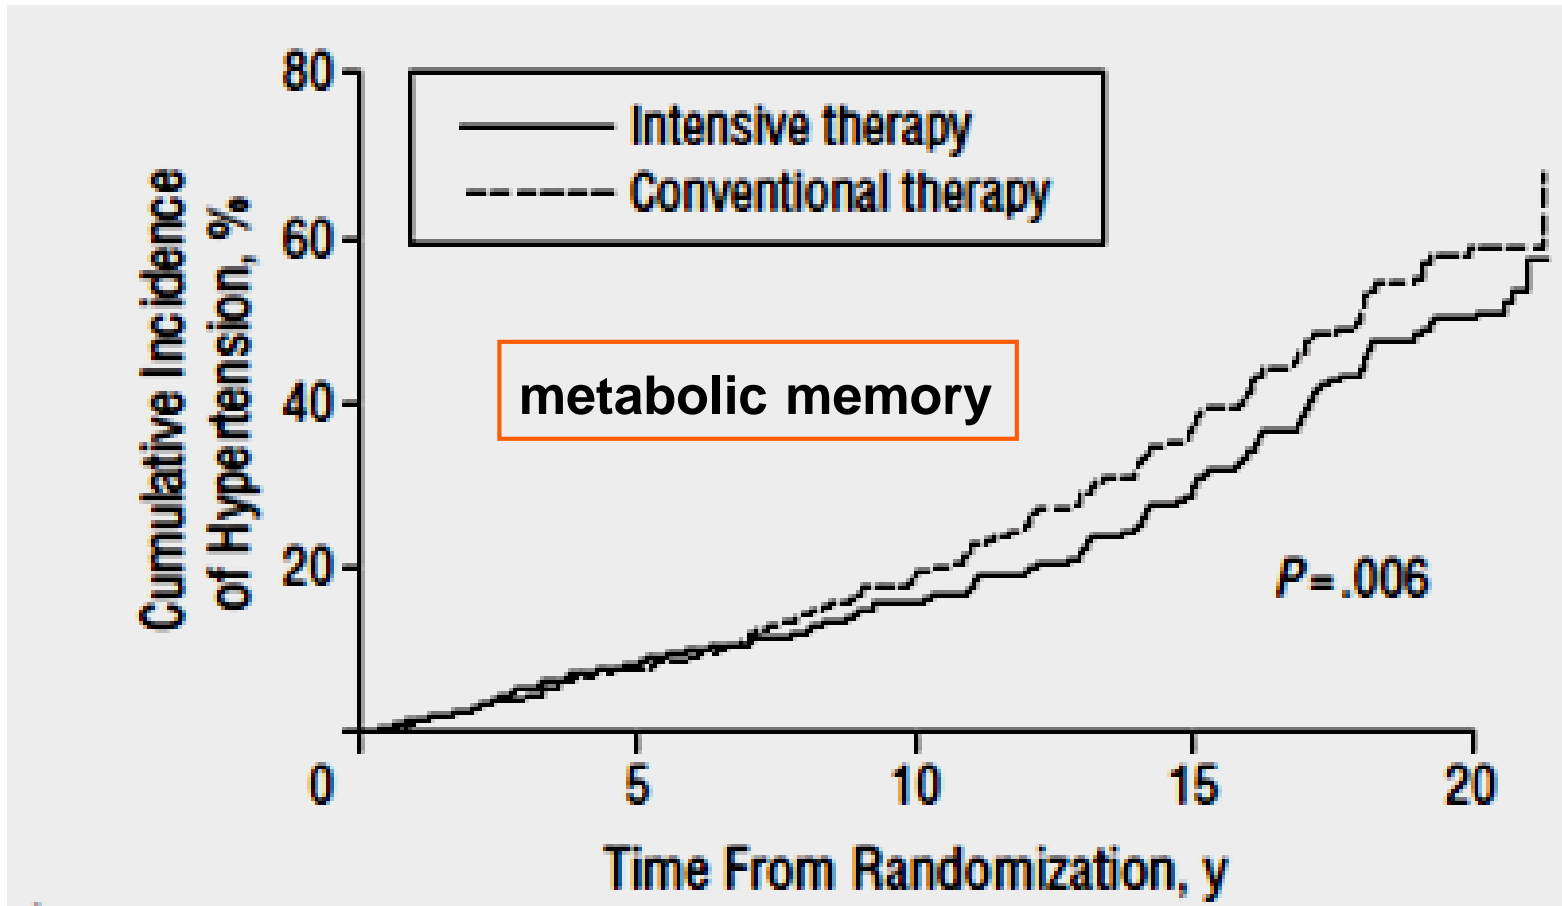 80
Intensive therapy
Conventional therapy
60
Cumulative Incidence
of Hypertension, %
metabolic memory
40
20
P=.006
0
5
10
15
20
Time From Randomization, y